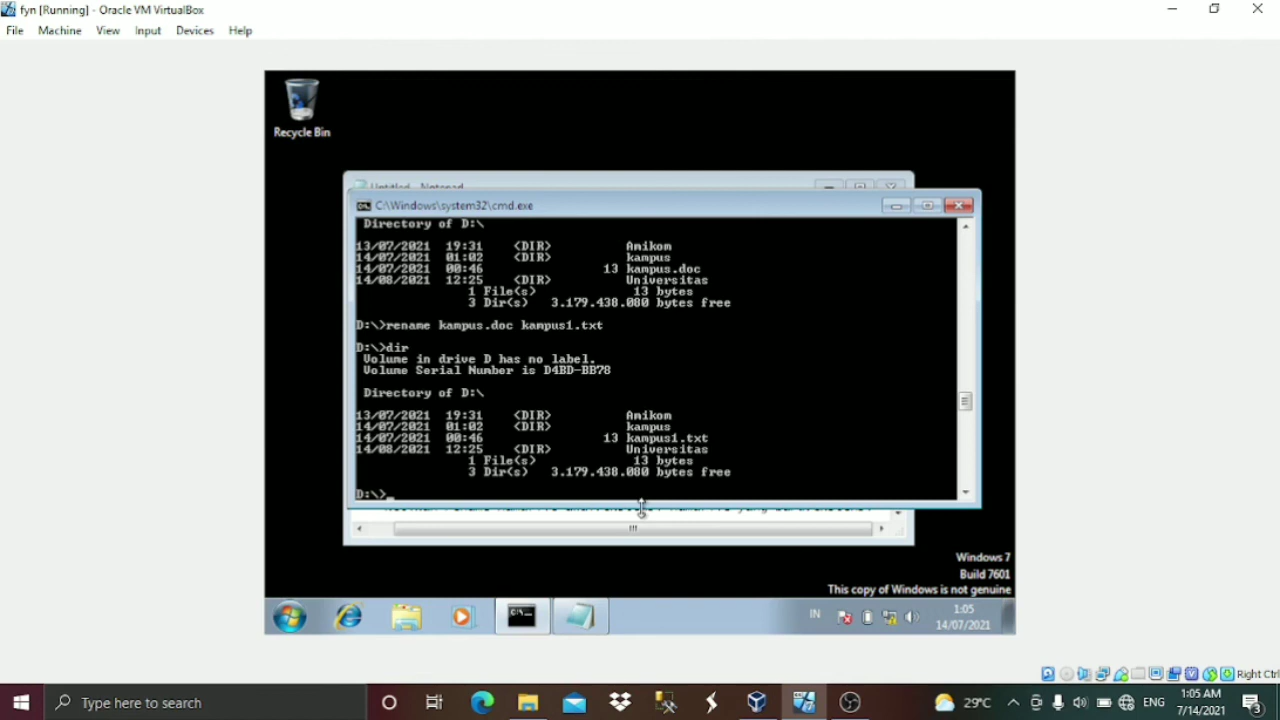 fyn [Running] - Oracle VM VirtualBox
File Machine View Input Devices Help
Recycle Bin
Untitled - Notepad
C:\Windows\system32\cmd.exe
Directory of D:\
13/07/2021 19:31 <DIR> Amikom
14/07/2021 01:02 <DIR> kampus
14/07/2021 00:46 13 kampus.doc
14/08/2021 12:25 <DIR> Universitas
1 File(s) 13 bytes
3 Dir(s) 3.179.438.080 bytes free
D:\>rename kampus.doc kampus1.txt
D:\>dir
Volume in drive D has no label.
Volume Serial Number is D4BD-BB78
Directory of D:\
13/07/2021 19:31 <DIR> Amikom
14/07/2021 01:02 <DIR> kampus
14/07/2021 00:46 13 kampus1.txt
14/08/2021 12:25 <DIR> Universitas
1 File(s) 13 bytes
3 Dir(s) 3.179.438.080 bytes free
D:\>_
Windows 7
Build 7601
This copy of Windows is not genuine
IN
1:05
14/07/2021
Right Ctrl
Type here to search
29°C
ENG
1:05 AM
7/14/2021
3